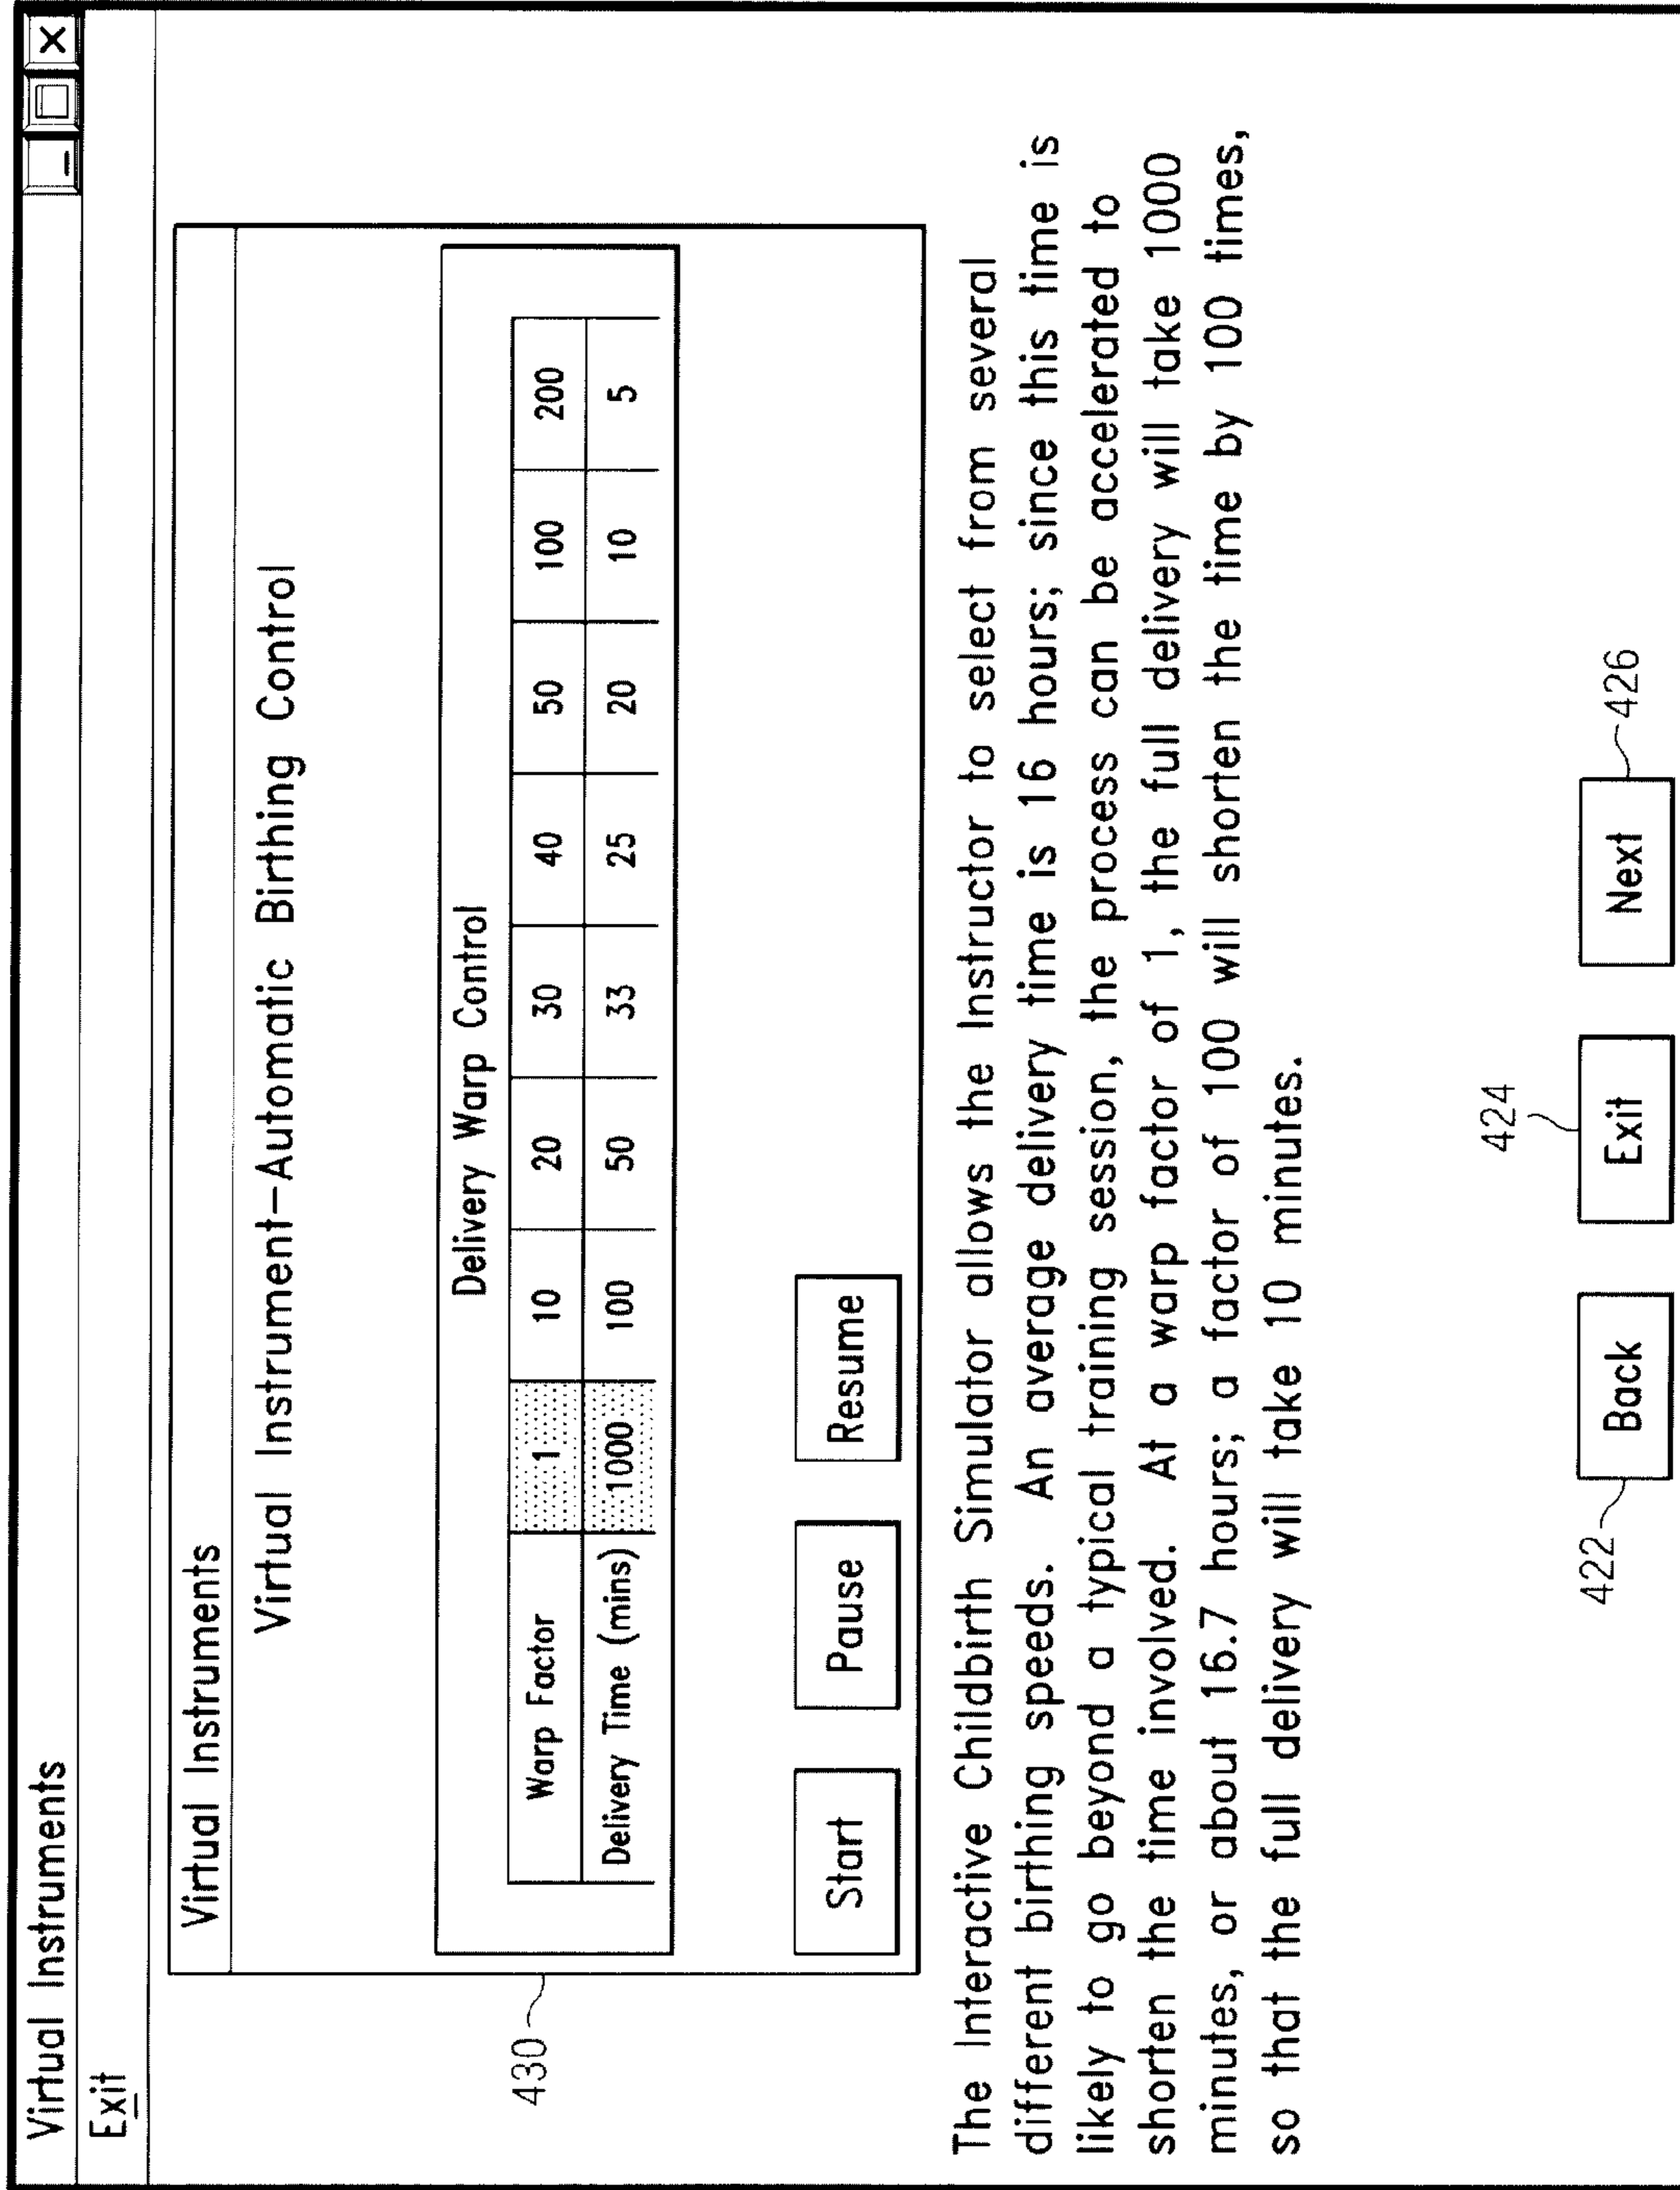 Virtual Instruments
Exit
Virtual Instruments
Virtual Instrument-Automatic Birthing Control
430
Delivery Warp Control
Warp Factor 1 10 20 30 40 50 100 200
Delivery Time (mins) 1000 100 50 33 25 20 10 5
Start Pause Resume
The Interactive Childbirth Simulator allows the Instructor to select from several
different birthing speeds. An average delivery time is 16 hours; since this time is
likely to go beyond a typical training session, the process can be accelerated to
shorten the time involved. At a warp factor of 1, the full delivery will take 1000
minutes, or about 16.7 hours; a factor of 100 will shorten the time by 100 times,
so that the full delivery will take 10 minutes.
424
422 Back Exit Next 426